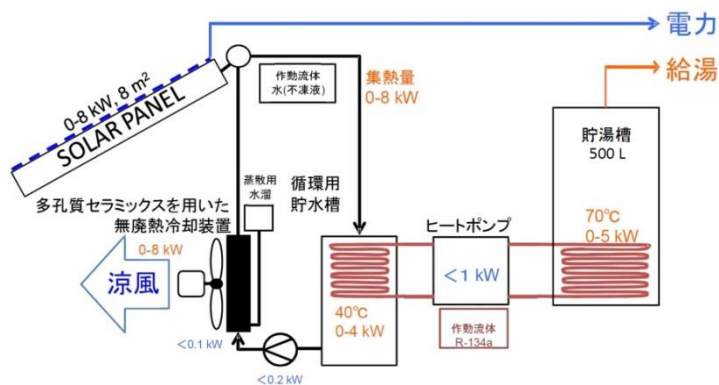 電力
給湯
0-8 kW, 8 m²
SOLAR PANEL
作動流体
水(不凍液)
集熱量
0-8 kW
貯湯槽
500 L
蒸散用
水溜
循環用
貯水槽
多孔質セラミックスを用いた
無廃熱冷却装置
ヒートポンプ
70℃
0-5 kW
0-8 kW
涼風
<1 kW
40℃
0-4 kW
作動流体
R-134a
<0.1 kW
<0.2 kW